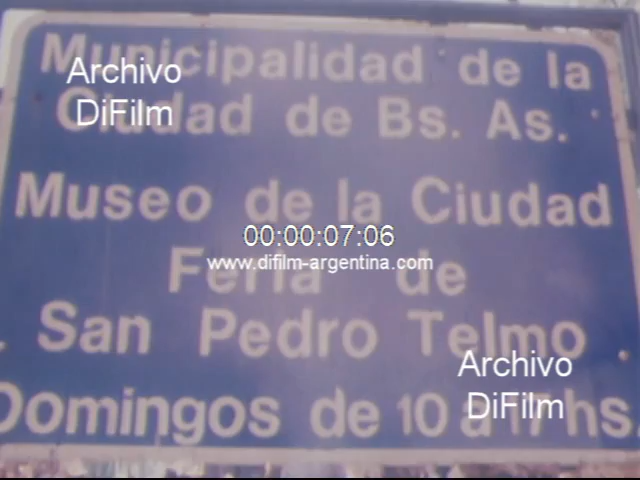 Municipalidad de la
Archivo
DiFilm
Ciudad de Bs. As.
Museo de la Ciudad
00:00:07:06
www.difilm-argentina.com
Feria de
San Pedro Telmo
Archivo
DiFilm
Domingos de 10 a 17 hs.